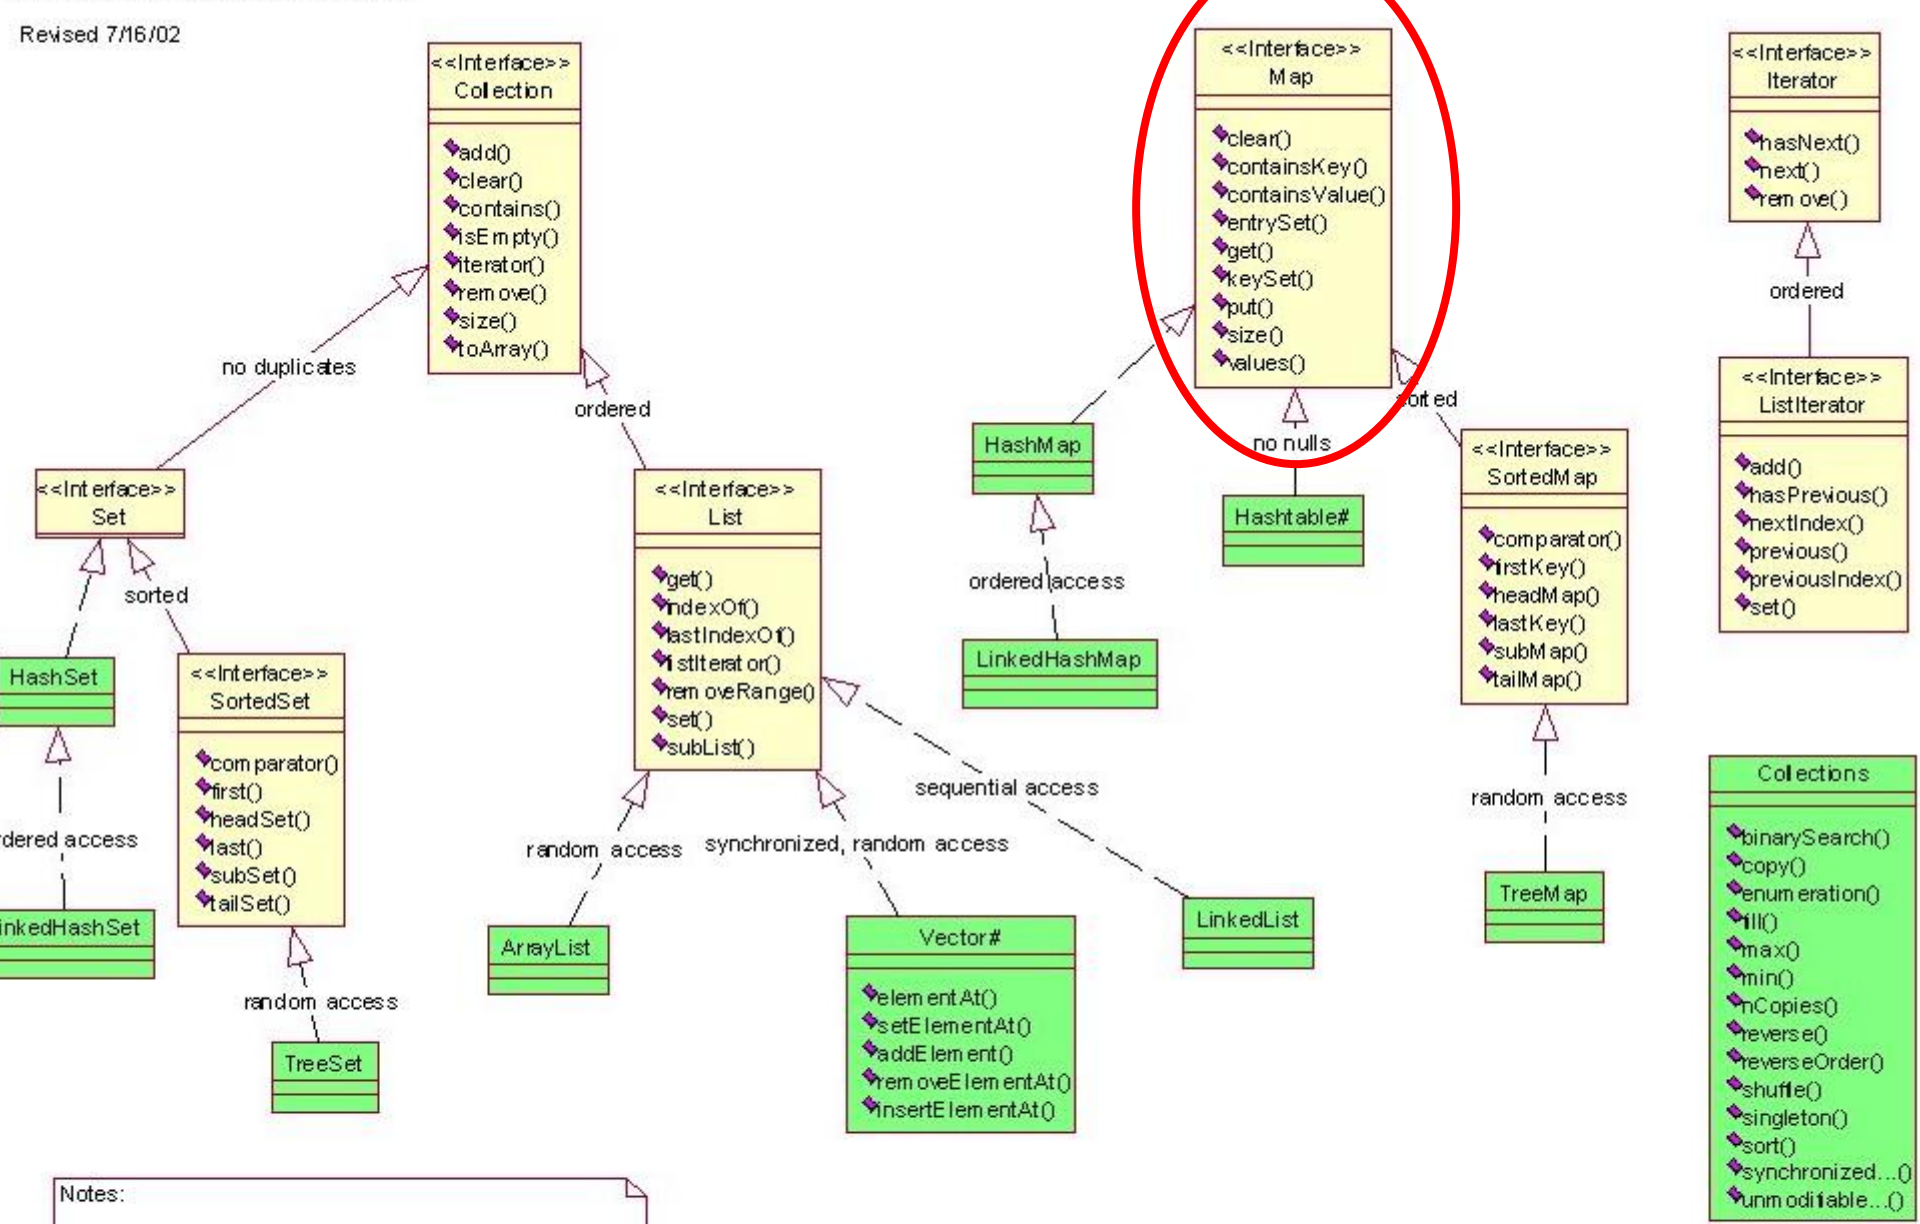 Revised 7/16/02
<<Interface>>
Collection
add()
clear()
contains()
isEmpty()
iterator()
remove()
size()
toArray()
no duplicates
ordered
<<Interface>>
Set
sorted
HashSet
<<Interface>>
SortedSet
comparator()
first()
headSet()
last()
subSet()
tailSet()
rdered access
inkedHashSet
random access
TreeSet
<<Interface>>
List
get()
indexOf()
lastIndexOf()
listIterator()
removeRange()
set()
subList()
random access
synchronized, random access
sequential access
ArrayList
Vector#
elementAt()
setElementAt()
addElement()
removeElementAt()
insertElementAt()
LinkedList
<<Interface>>
Map
clear()
containsKey()
containsValue()
entrySet()
get()
keySet()
put()
size()
values()
no nulls
sorted
HashMap
ordered access
LinkedHashMap
Hashtable#
<<Interface>>
SortedMap
comparator()
firstKey()
headMap()
lastKey()
subMap()
tailMap()
random access
TreeMap
<<Interface>>
Iterator
hasNext()
next()
remove()
ordered
<<Interface>>
ListIterator
add()
hasPrevious()
nextIndex()
previous()
previousIndex()
set()
Collections
binarySearch()
copy()
enumeration()
fill()
max()
min()
nCopies()
reverse()
reverseOrder()
shuffle()
singleton()
sort()
synchronized...()
unmodifiable...()
Notes: